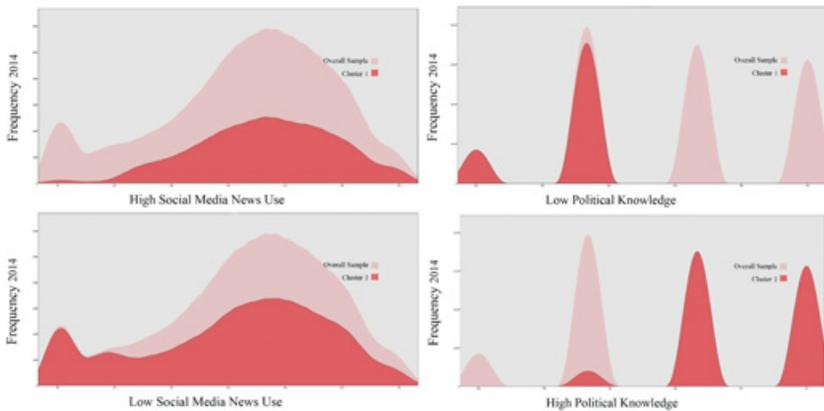 Frequency 2014
Overall Sample
Cluster 1
High Social Media News Use
Overall Sample
Cluster 1
Low Political Knowledge
Frequency 2014
Overall Sample
Cluster 2
Low Social Media News Use
Frequency 2014
Overall Sample
Cluster 2
High Political Knowledge
Frequency 2014